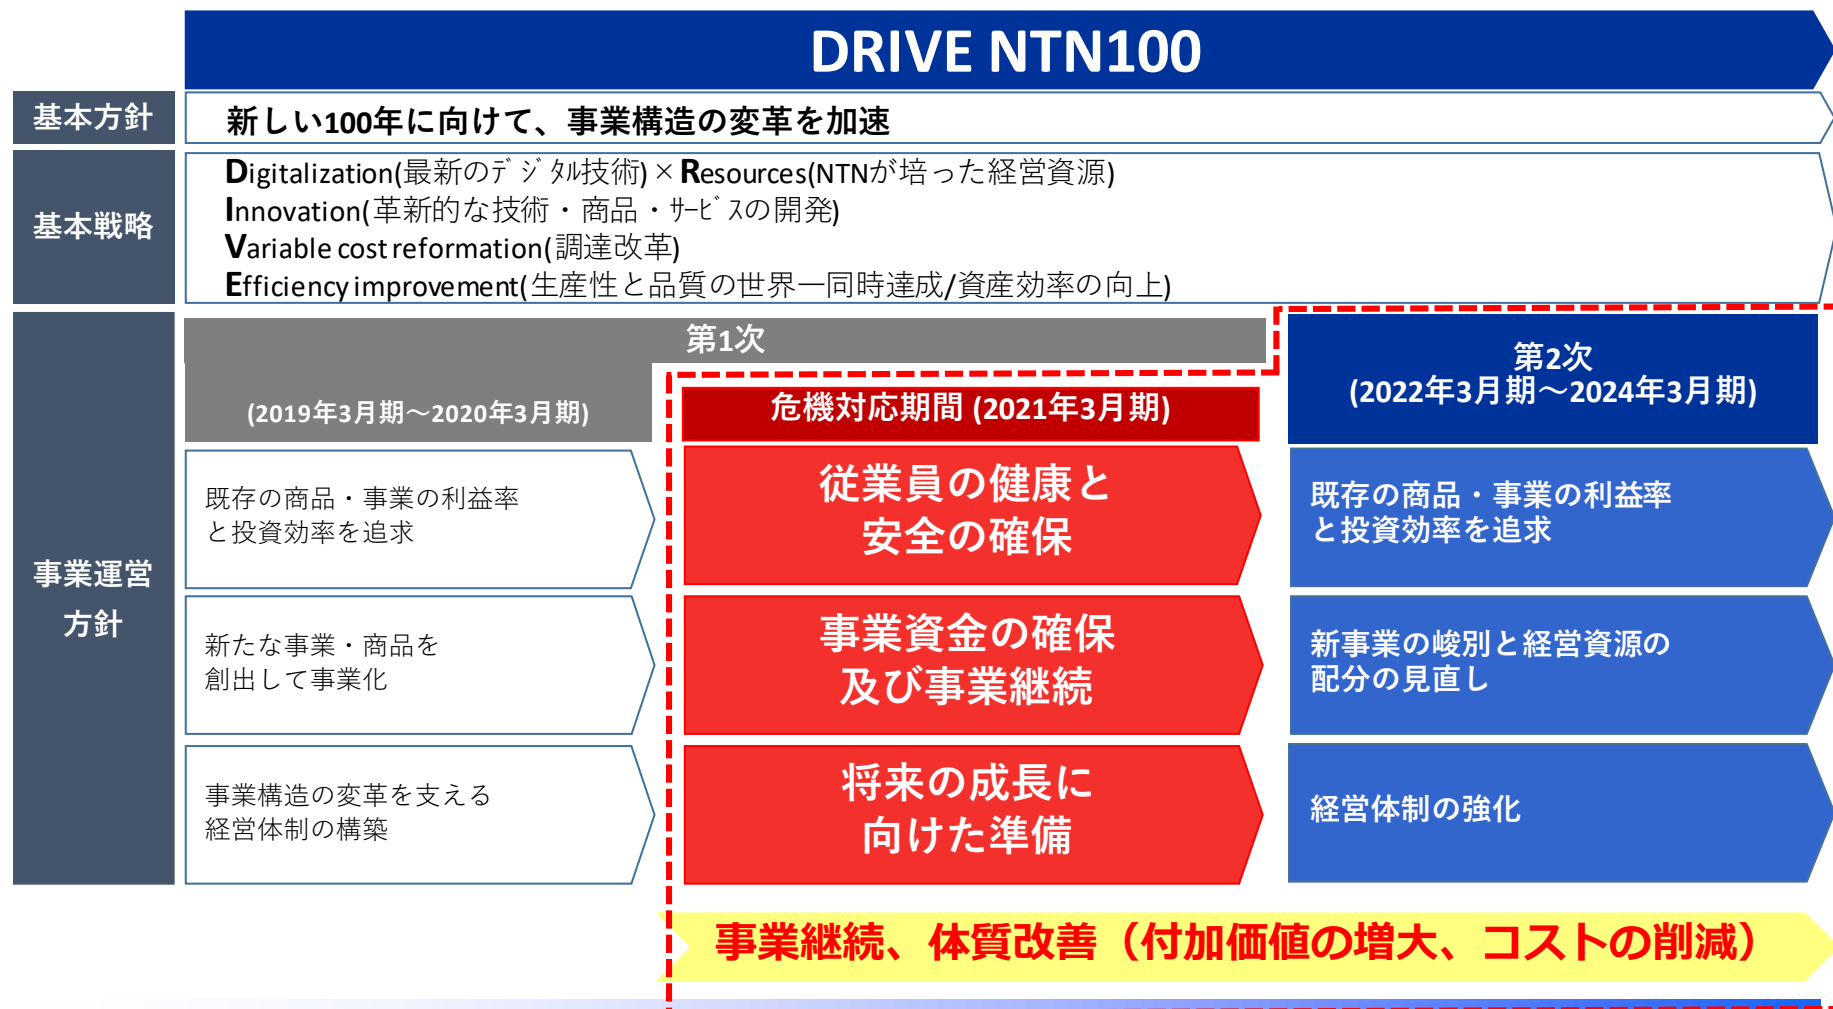 DRIVE NTN100
基本方針
新しい100年に向けて、事業構造の変革を加速
基本戦略
Digitalization(最新のﾃﾞｼﾞﾀﾙ技術)×Resources(NTNが培った経営資源)
Innovation(革新的な技術・商品・ｻｰﾋﾞｽの開発)
Variable cost reformation(調達改革)
Efficiency improvement(生産性と品質の世界一同時達成/資産効率の向上)
事業運営
方針
第1次
(2019年3月期～2020年3月期)
危機対応期間 (2021年3月期)
第2次
(2022年3月期～2024年3月期)
既存の商品・事業の利益率
と投資効率を追求
従業員の健康と
安全の確保
既存の商品・事業の利益率
と投資効率を追求
新たな事業・商品を
創出して事業化
事業資金の確保
及び事業継続
新事業の峻別と経営資源の
配分の見直し
事業構造の変革を支える
経営体制の構築
将来の成長に
向けた準備
経営体制の強化
事業継続、体質改善（付加価値の増大、コストの削減）